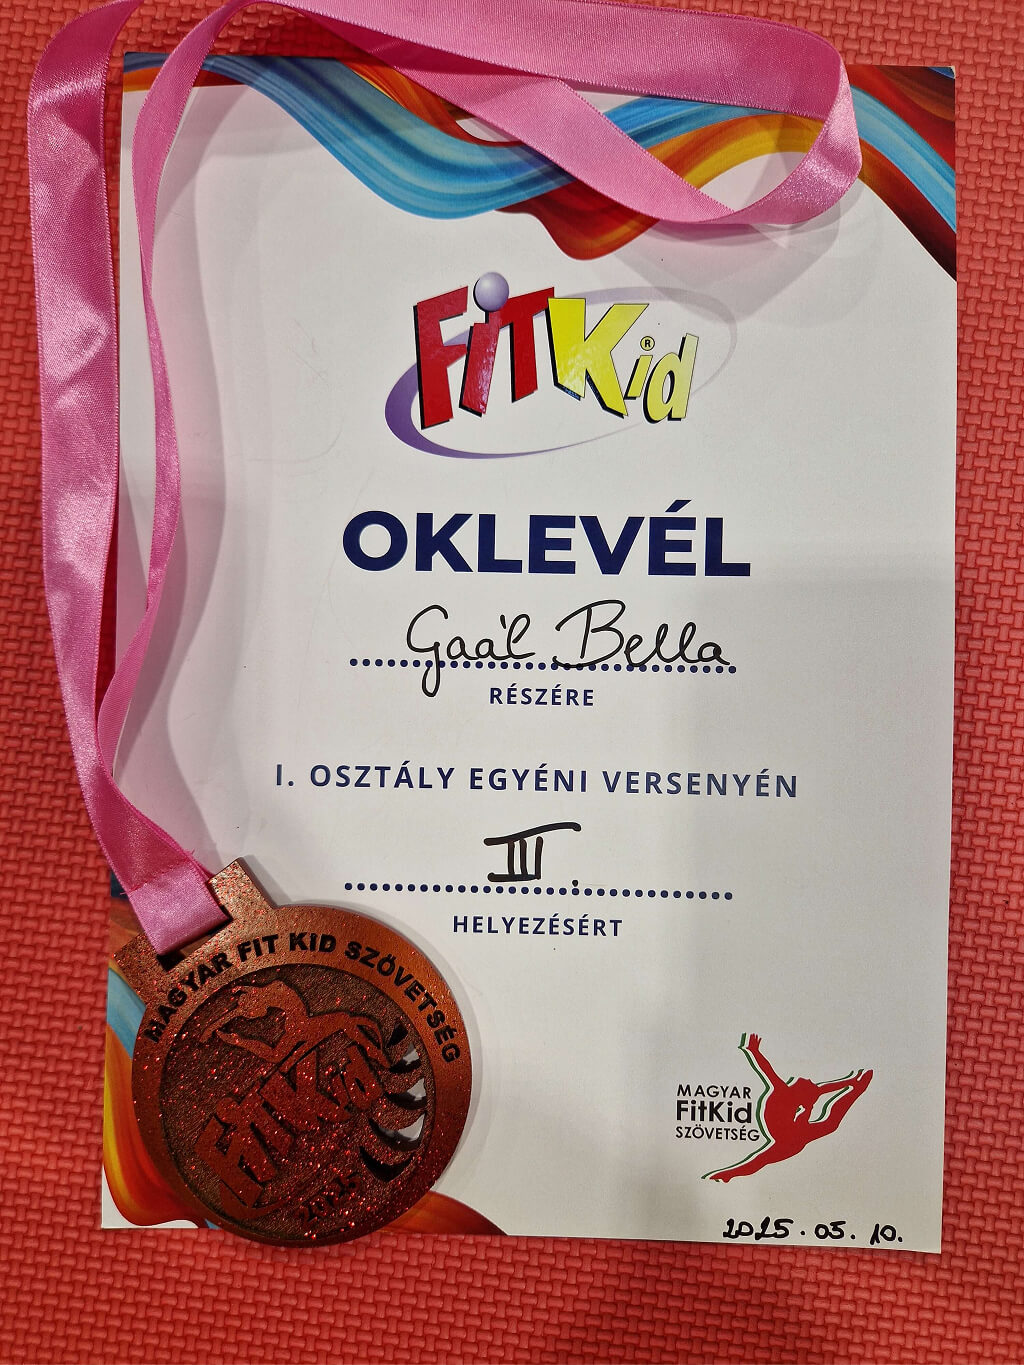 FiTKid®
OKLEVÉL
Gaál Bella
RÉSZÉRE
I. OSZTÁLY EGYÉNI VERSENYÉN
III.
HELYEZÉSÉRT
MAGYAR FIT KID SZÖVETSÉG
FitKid
MAGYAR
FitKid
SZÖVETSÉG
2025.05.10.